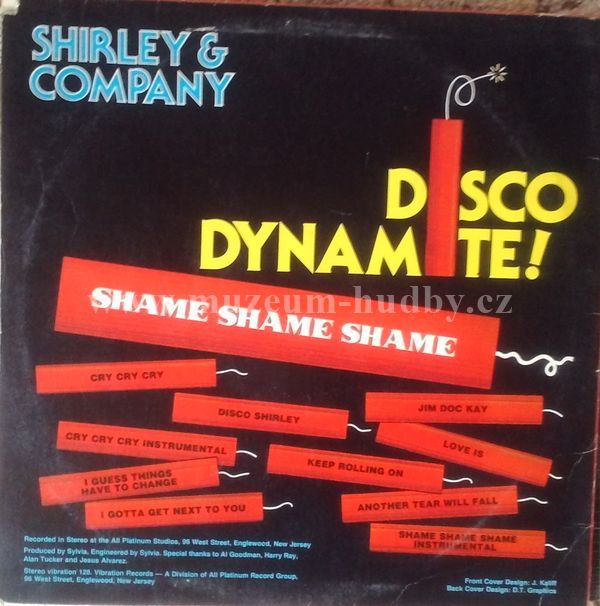 SHIRLEY &
COMPANY
DISCO
DYNAMITE!
www.muzeum-hudby.cz
SHAME SHAME SHAME
CRY CRY CRY
DISCO SHIRLEY
JIM DOC KAY
CRY CRY CRY INSTRUMENTAL
LOVE IS
KEEP ROLLING ON
I GUESS THINGS
HAVE TO CHANGE
ANOTHER TEAR WILL FALL
I GOTTA GET NEXT TO YOU
SHAME SHAME SHAME
INSTRUMENTAL
Recorded in Stereo at the All Platinum Studios, 96 West Street, Englewood, New Jersey
Produced by Sylvia. Engineered by Sylvia. Special thanks to Al Goodman, Harry Ray,
Alan Tucker and Jesus Alvarez.
Stereo vibration 128. Vibration Records — A Division of All Platinum Record Group,
96 West Street, Englewood, New Jersey
Front Cover Design: J. Kaliff
Back Cover Design: D.T. Graphics